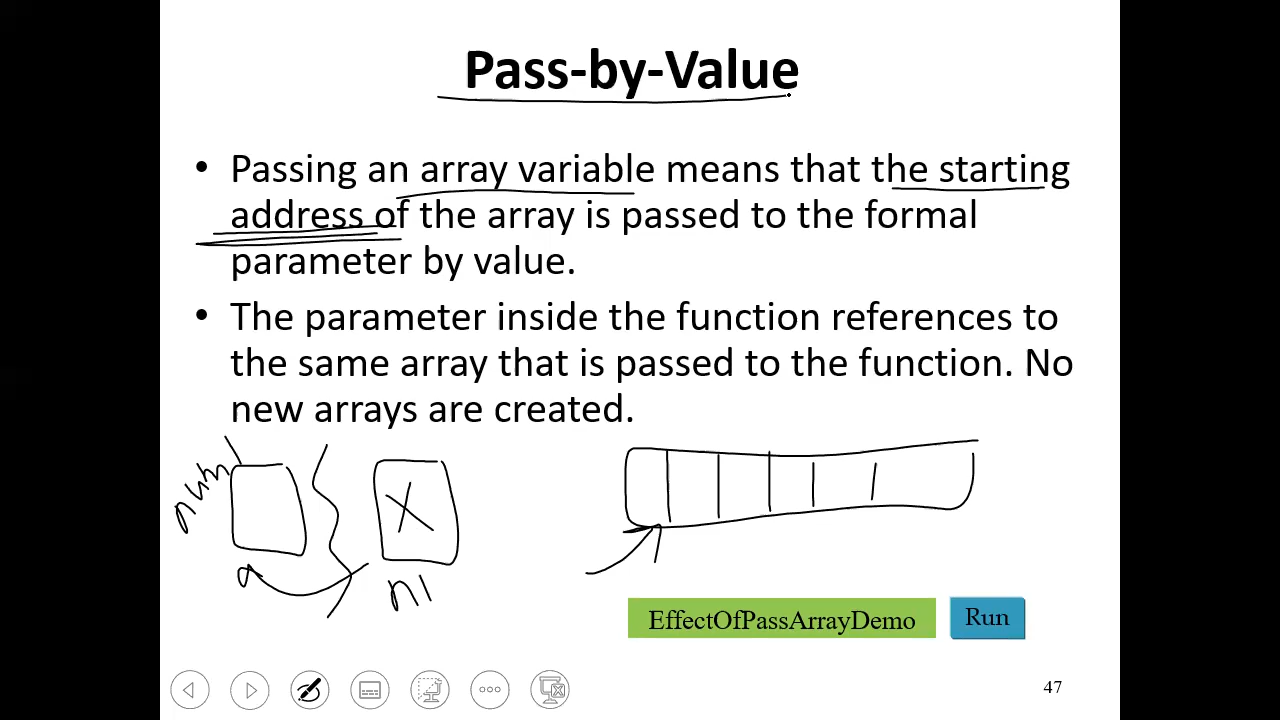 Pass-by-Value
• Passing an array variable means that the starting
address of the array is passed to the formal
parameter by value.
• The parameter inside the function references to
the same array that is passed to the function. No
new arrays are created.
num
n1
EffectOfPassArrayDemo
Run
47